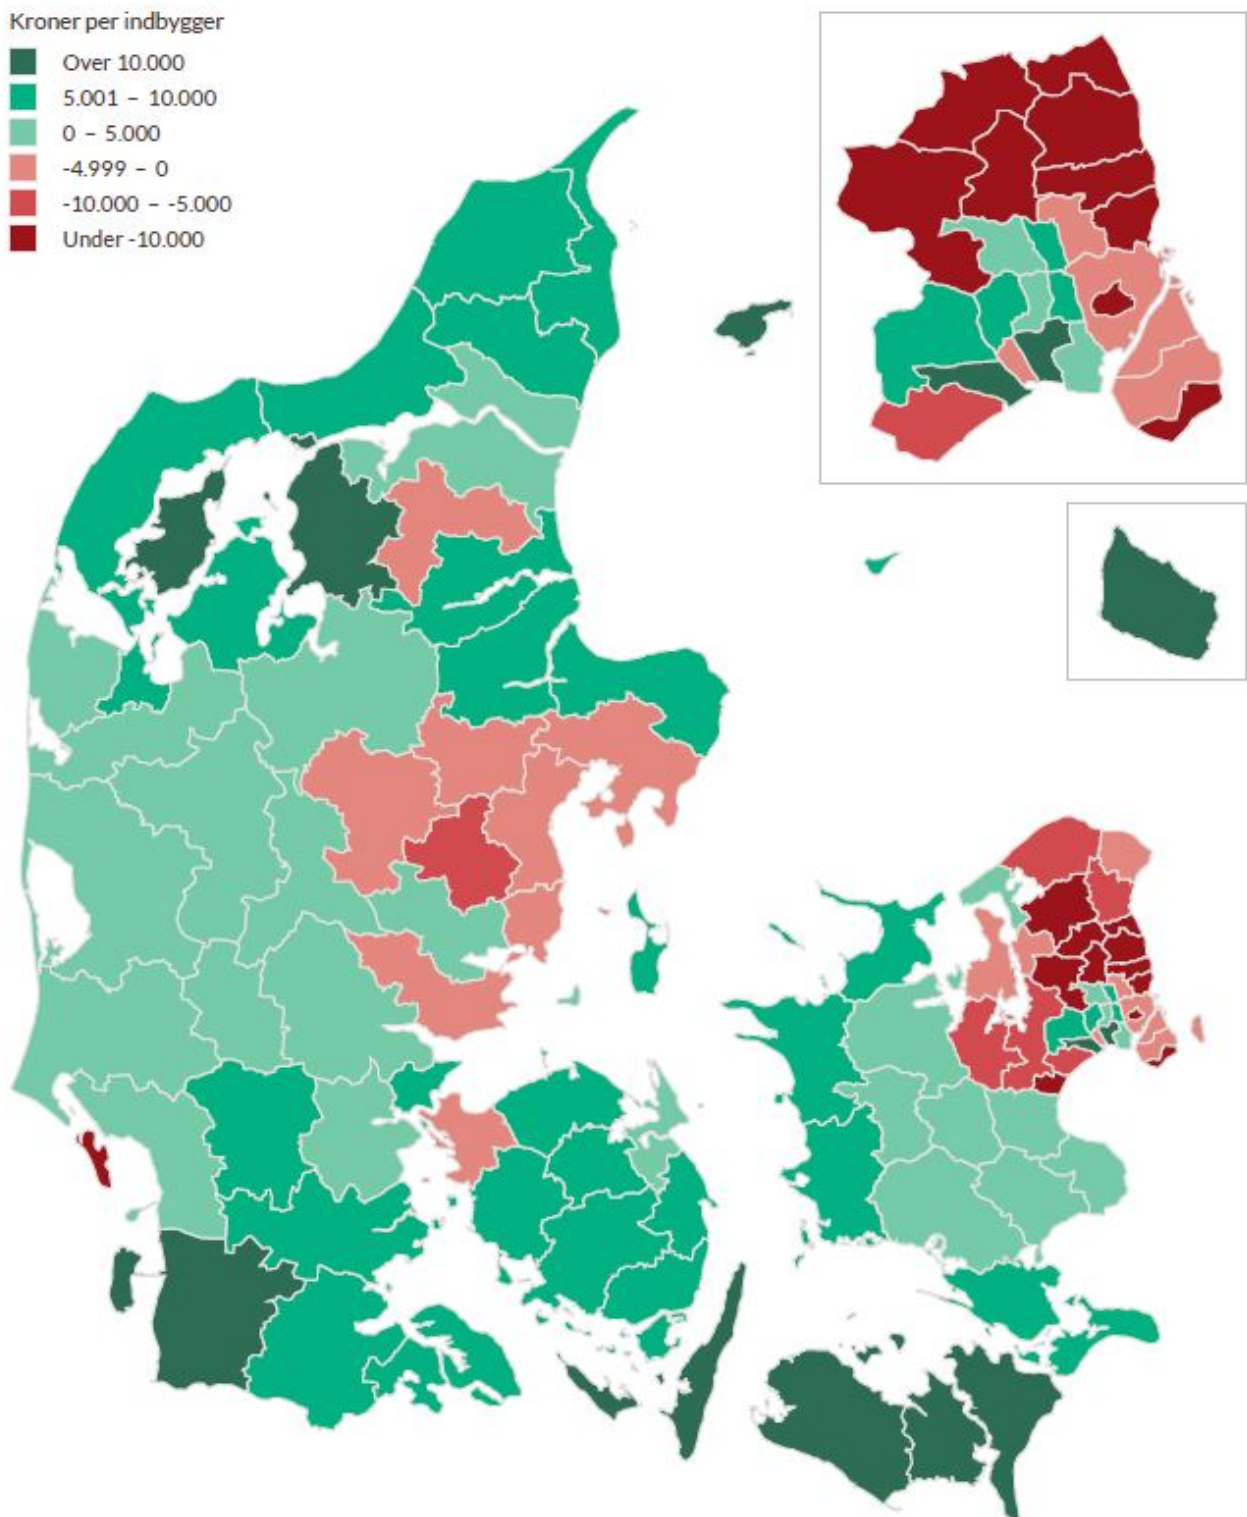 Kroner per indbygger
Over 10.000
5.001 – 10.000
0 – 5.000
-4.999 – 0
-10.000 – -5.000
Under -10.000